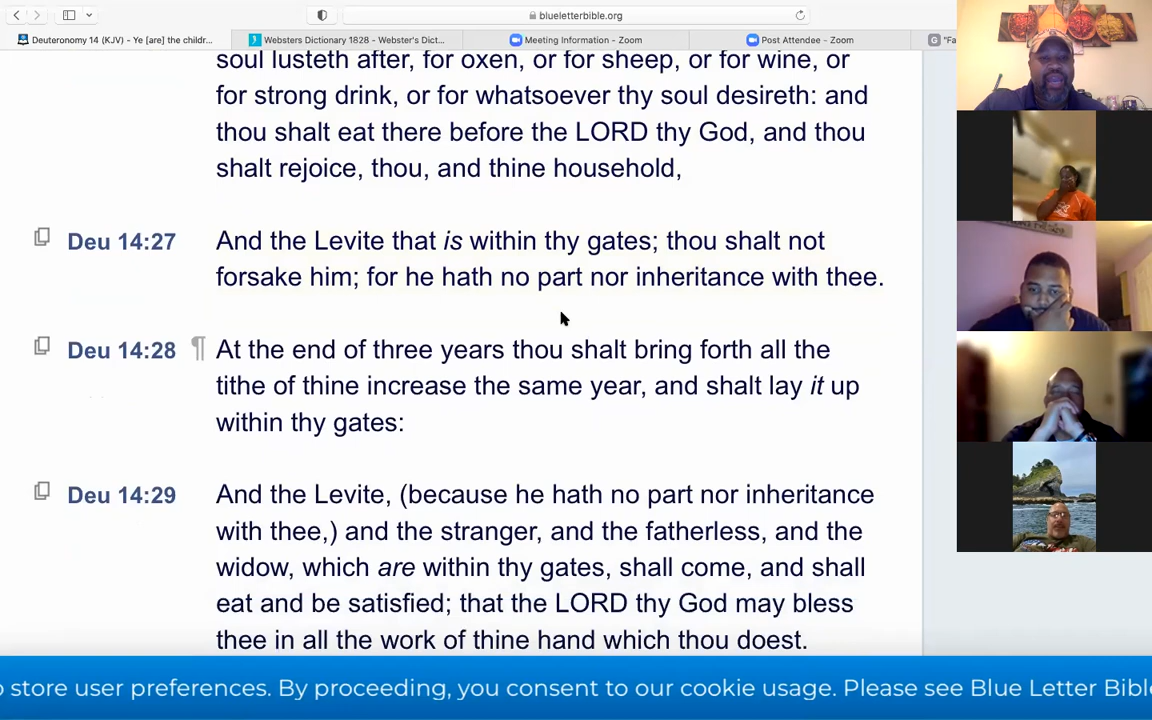 blueletterbible.org
Deuteronomy 14 (KJV) - Ye [are] the childr...
Websters Dictionary 1828 - Webster's Dict...
Meeting Information - Zoom
Post Attendee - Zoom
G "Fa
soul lusteth after, for oxen, or for sheep, or for wine, or
for strong drink, or for whatsoever thy soul desireth: and
thou shalt eat there before the LORD thy God, and thou
shalt rejoice, thou, and thine household,
Deu 14:27 And the Levite that is within thy gates; thou shalt not
forsake him; for he hath no part nor inheritance with thee.
Deu 14:28 ¶ At the end of three years thou shalt bring forth all the
tithe of thine increase the same year, and shalt lay it up
within thy gates:
Deu 14:29 And the Levite, (because he hath no part nor inheritance
with thee,) and the stranger, and the fatherless, and the
widow, which are within thy gates, shall come, and shall
eat and be satisfied; that the LORD thy God may bless
thee in all the work of thine hand which thou doest.
o store user preferences. By proceeding, you consent to our cookie usage. Please see Blue Letter Bibl